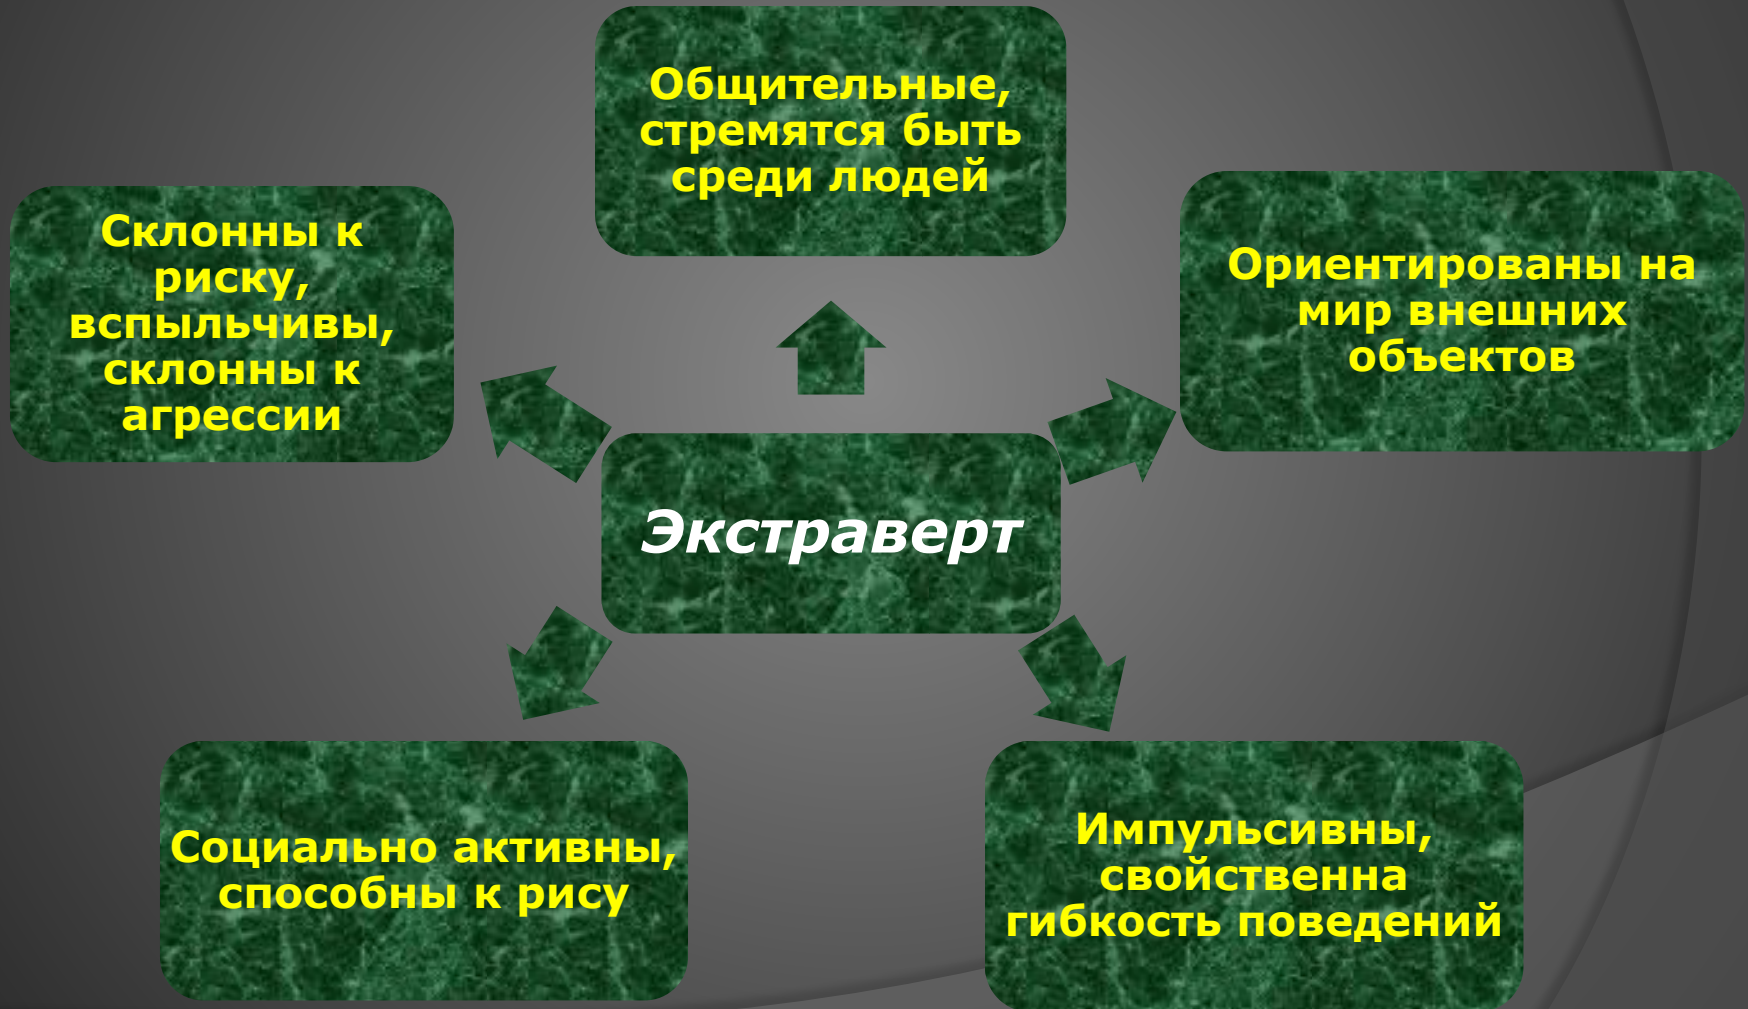 Общительные,
стремятся быть
среди людей
Склонны к
риску,
вспыльчивы,
склонны к
агрессии
Ориентированы на
мир внешних
объектов
Экстраверт
Социально активны,
способны к рису
Импульсивны,
свойственна
гибкость поведений